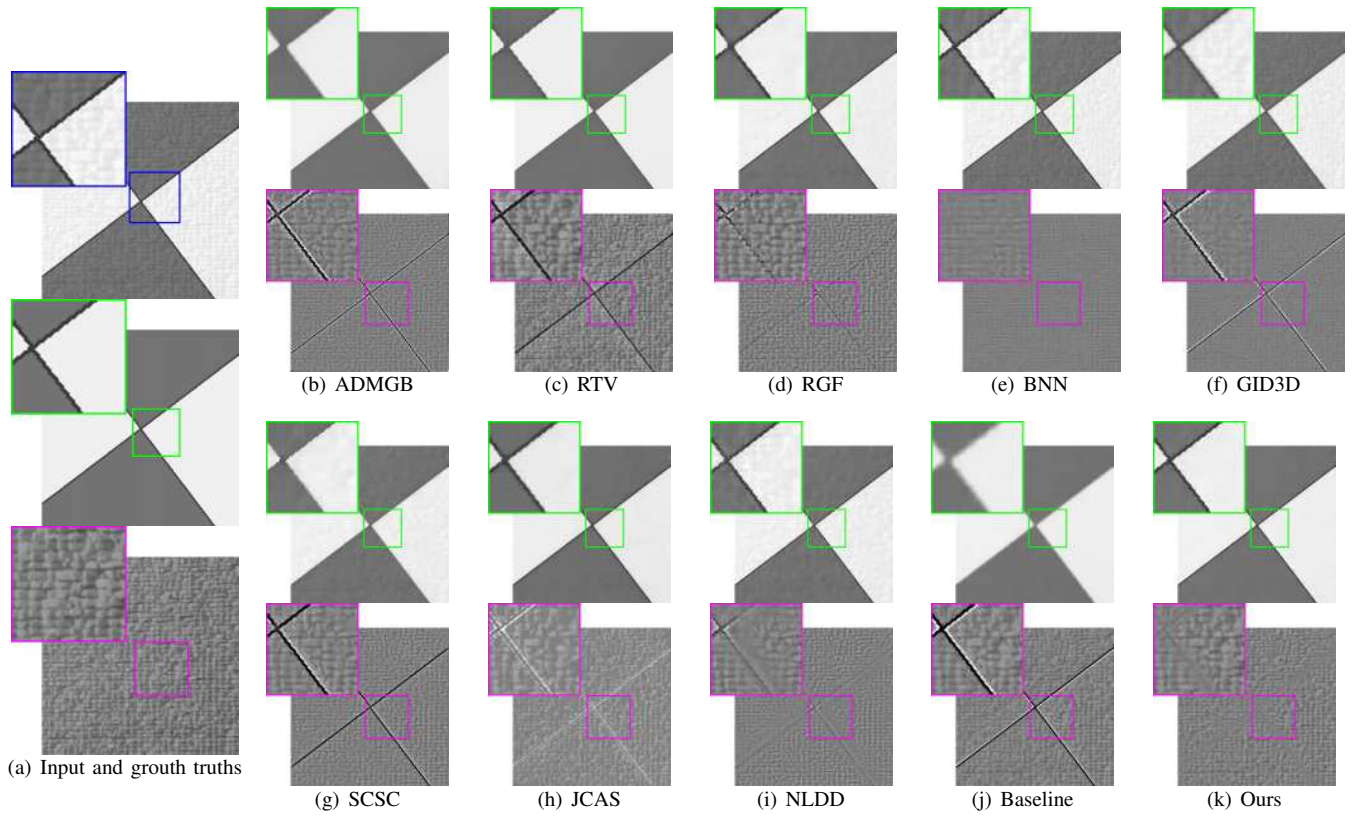 (b) ADMGB
(c) RTV
(d) RGF
(e) BNN
(f) GID3D
(a) Input and grouth truths
(g) SCSC
(h) JCAS
(i) NLDD
(j) Baseline
(k) Ours